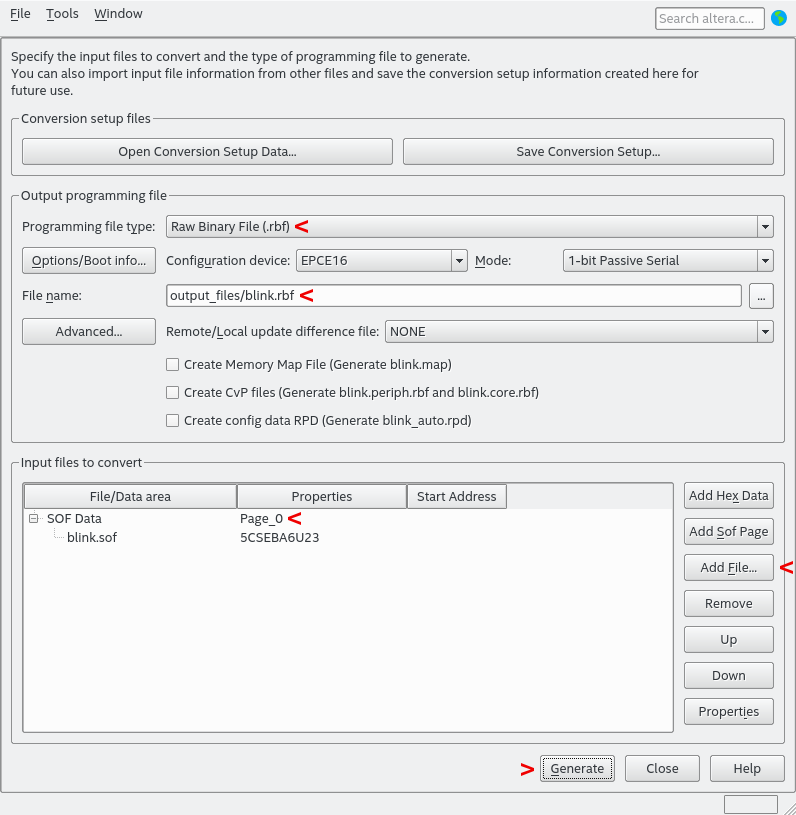 File Tools Window Search altera.c...
Specify the input files to convert and the type of programming file to generate.
You can also import input file information from other files and save the conversion setup information created here for
future use.
Conversion setup files
Open Conversion Setup Data... Save Conversion Setup...
Output programming file
Programming file type: Raw Binary File (.rbf) <
Options/Boot info... Configuration device: EPCE16 Mode: 1-bit Passive Serial
File name: output_files/blink.rbf < ...
Advanced... Remote/Local update difference file: NONE
Create Memory Map File (Generate blink.map)
Create CvP files (Generate blink.periph.rbf and blink.core.rbf)
Create config data RPD (Generate blink_auto.rpd)
Input files to convert
File/Data area Properties Start Address Add Hex Data
SOF Data Page_0 < Add Sof Page
blink.sof 5CSEBA6U23
Add File... <
Remove
Up
Down
Properties
> Generate Close Help